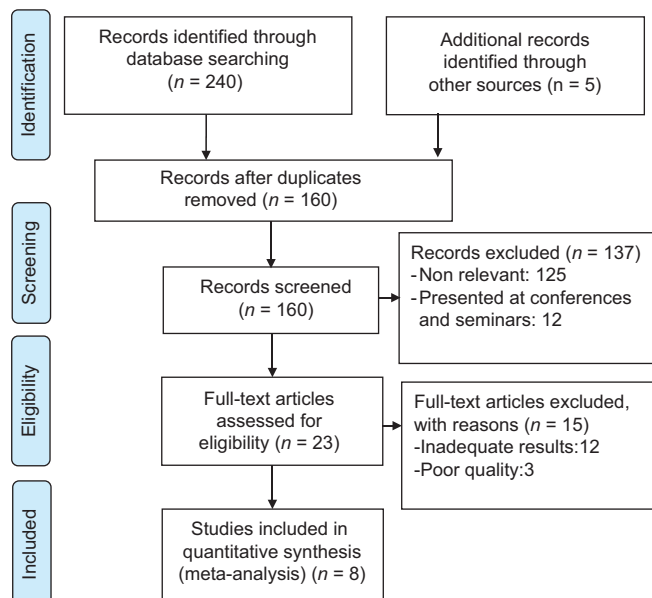 Identification
Records identified through
database searching
(n = 240)
Additional records
identified through
other sources (n = 5)
Records after duplicates
removed (n = 160)
Screening
Records screened
(n = 160)
Records excluded (n = 137)
-Non relevant: 125
-Presented at conferences
and seminars: 12
Eligibility
Full-text articles
assessed for
eligibility (n = 23)
Full-text articles excluded,
with reasons (n = 15)
-Inadequate results:12
-Poor quality:3
Included
Studies included in
quantitative synthesis
(meta-analysis) (n = 8)